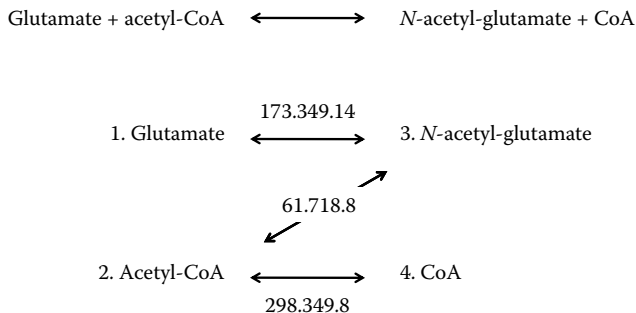 Glutamate + acetyl-CoA N-acetyl-glutamate + CoA
173.349.14
1. Glutamate 3. N-acetyl-glutamate
61.718.8
2. Acetyl-CoA 4. CoA
298.349.8